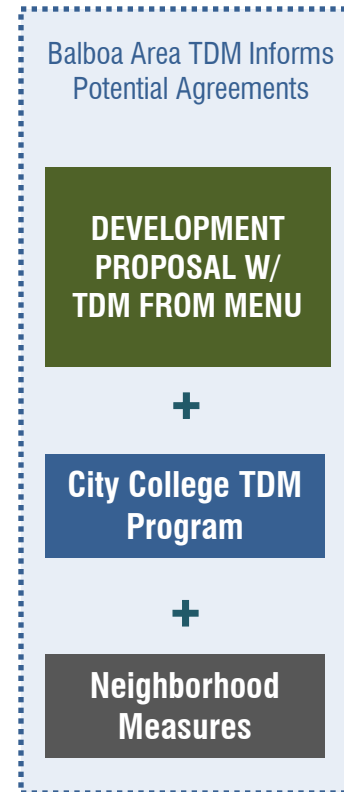 Balboa Area TDM Informs
Potential Agreements
DEVELOPMENT
PROPOSAL W/
TDM FROM MENU
+
City College TDM
Program
+
Neighborhood
Measures